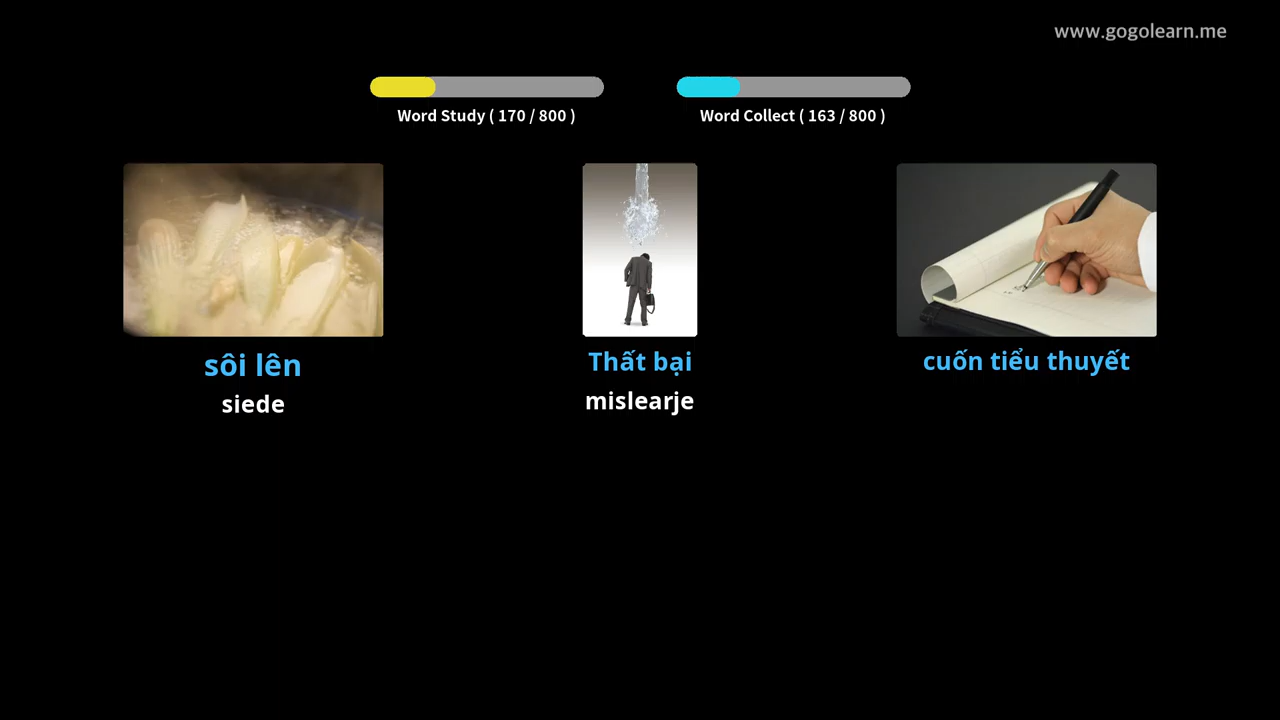 www.gogolearn.me
Word Study ( 170 / 800 )
Word Collect ( 163 / 800 )
sôi lên
siede
Thất bại
mislearje
cuốn tiểu thuyết